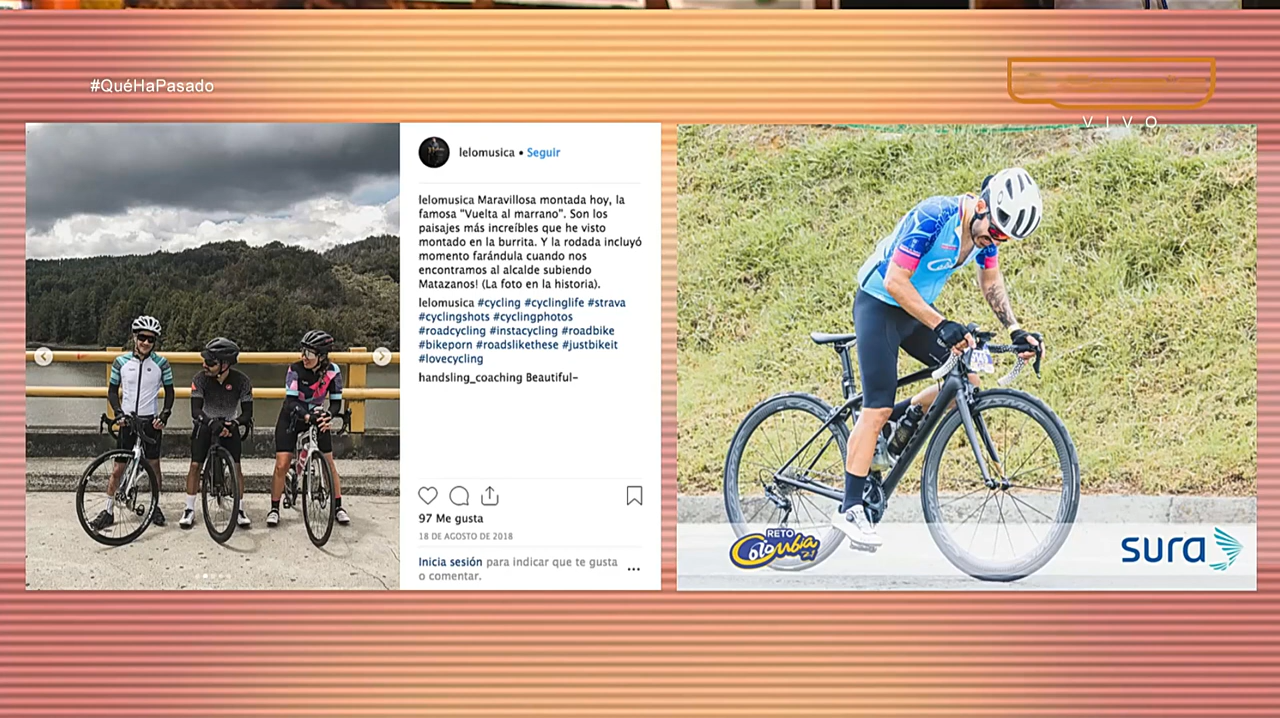 #QuéHaPasado
VIVO
lelomusica • Seguir
lelomusica Maravillosa montada hoy, la
famosa "Vuelta al marrano". Son los
paisajes más increíbles que he visto
montado en la burrita. Y la rodada incluyó
momento farándula cuando nos
encontramos al alcalde subiendo
Matazanos! (La foto en la historia).
lelomusica #cycling #cyclinglife #strava
#cyclingshots #cyclingphotos
#roadcycling #instacycling #roadbike
#bikeporn #roadslikethese #justbikeit
#lovecycling
handsling_coaching Beautiful~
97 Me gusta
18 DE AGOSTO DE 2018
Inicia sesión para indicar que te gusta
o comentar.
RETO
Colombia
sura